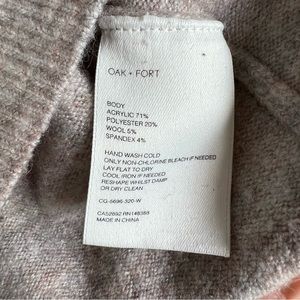 OAK + FORT
BODY
ACRYLIC 71%
POLYESTER 20%
WOOL 5%
SPANDEX 4%
HAND WASH COLD
ONLY NON-CHLORINE BLEACH IF NEEDED
LAY FLAT TO DRY
COOL IRON IF NEEDED
RESHAPE WHILST DAMP
OR DRY CLEAN
CG-5696-320-W
CA52692 RN148358
MADE IN CHINA